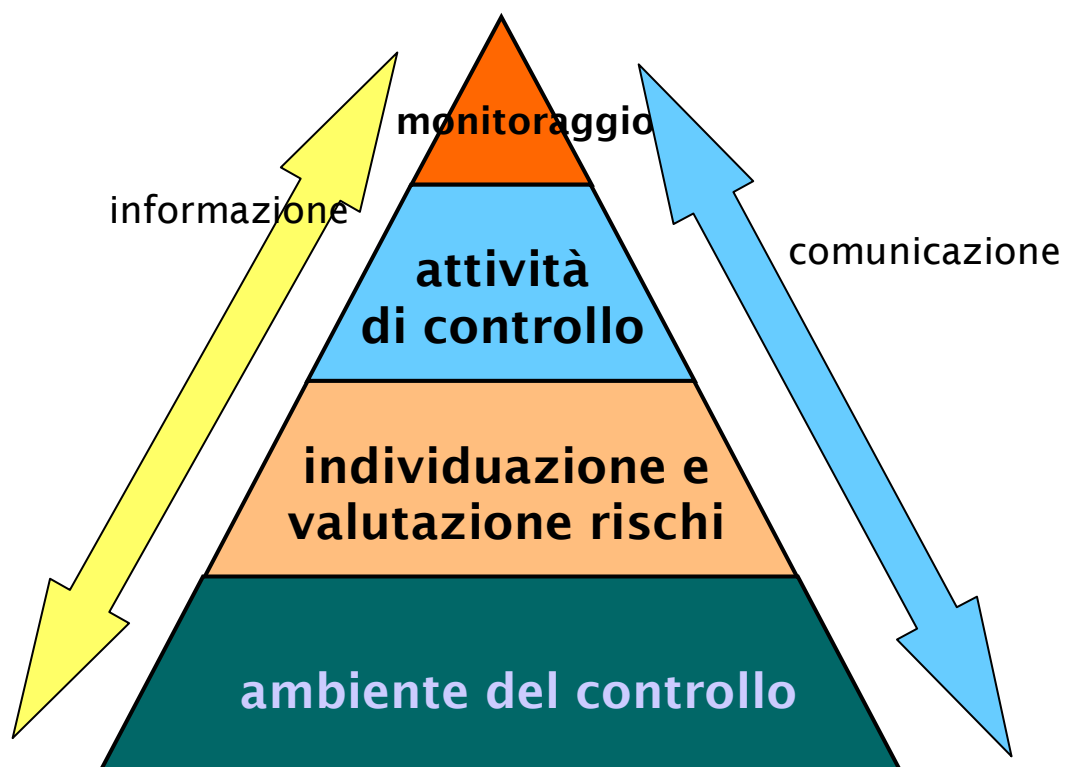 monitoraggio
informazione
comunicazione
attività
di controllo
individuazione e
valutazione rischi
ambiente del controllo